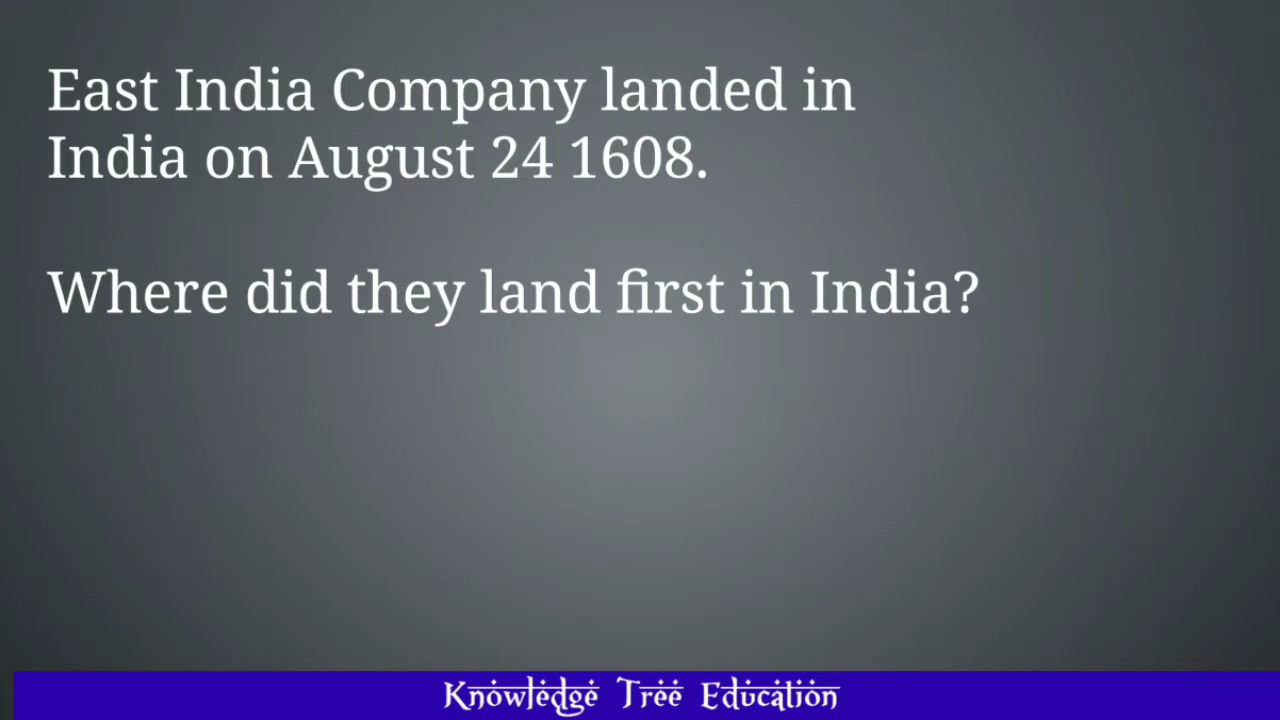 East India Company landed in
India on August 24 1608.
Where did they land first in India?
Knowledge Tree Education